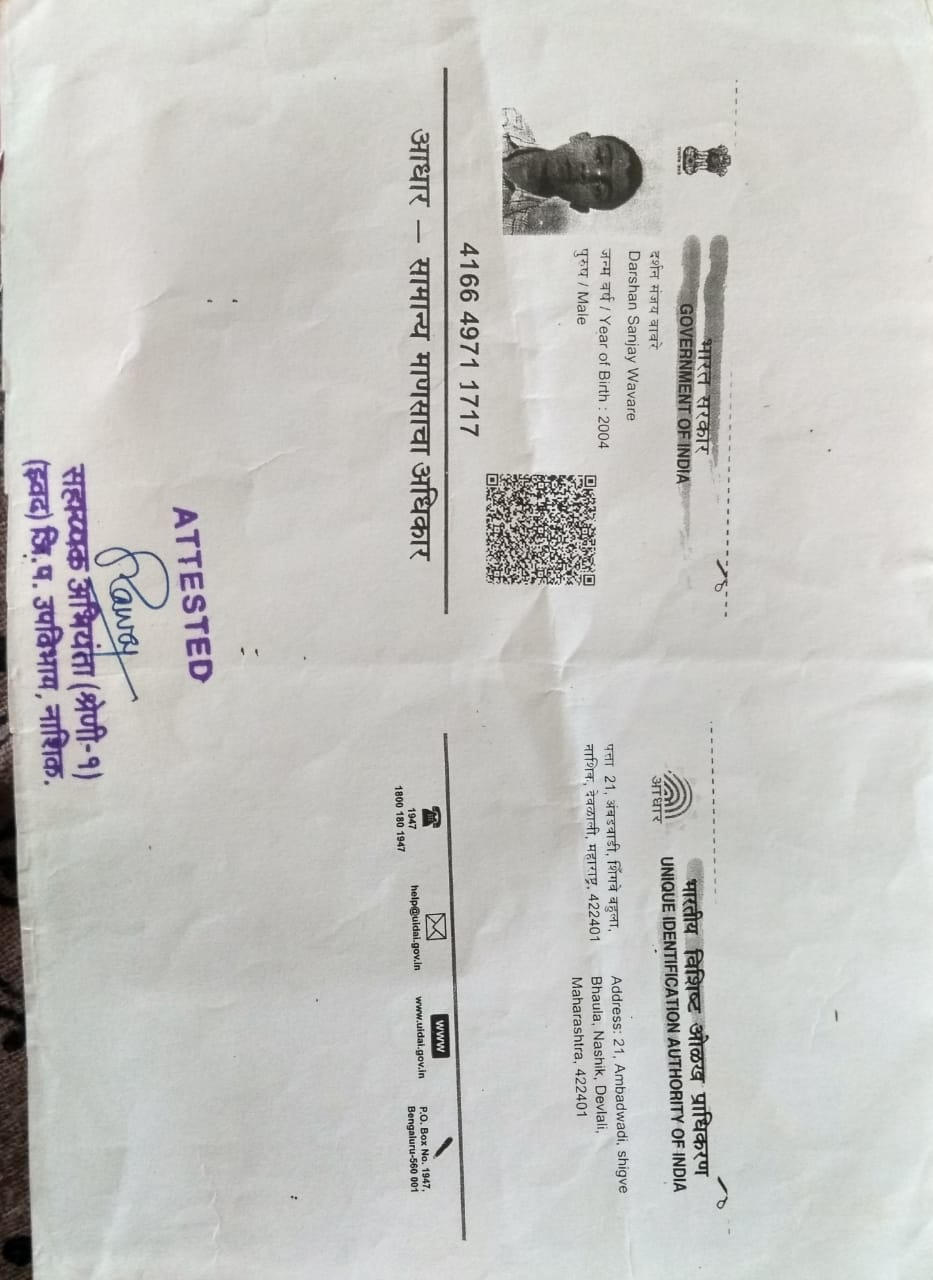 भारत सरकार
GOVERNMENT OF INDIA
दर्शन संजय वावरे
Darshan Sanjay Wavare
जन्म वर्ष / Year of Birth : 2004
पुरुष / Male
4166 4971 1717
आधार – सामान्य माणसाचा अधिकार
आधार
भारतीय विशिष्ट ओळख प्राधिकरण
UNIQUE IDENTIFICATION AUTHORITY OF INDIA
पत्ता 21, अंबडवाडी, शिंगवे बहुला,
नाशिक, देवळाली, महाराष्ट्र, 422401
Address: 21, Ambadwadi, shigve
Bhaula, Nashik, Devlali,
Maharashtra, 422401
1947
1800 180 1947
help@uidai.gov.in
www
www.uidai.gov.in
P.O. Box No. 1947,
Bengaluru-560 001
ATTESTED
सहाय्यक अभियंता (श्रेणी-१)
(इवद) जि.प. उपविभाग, नाशिक.